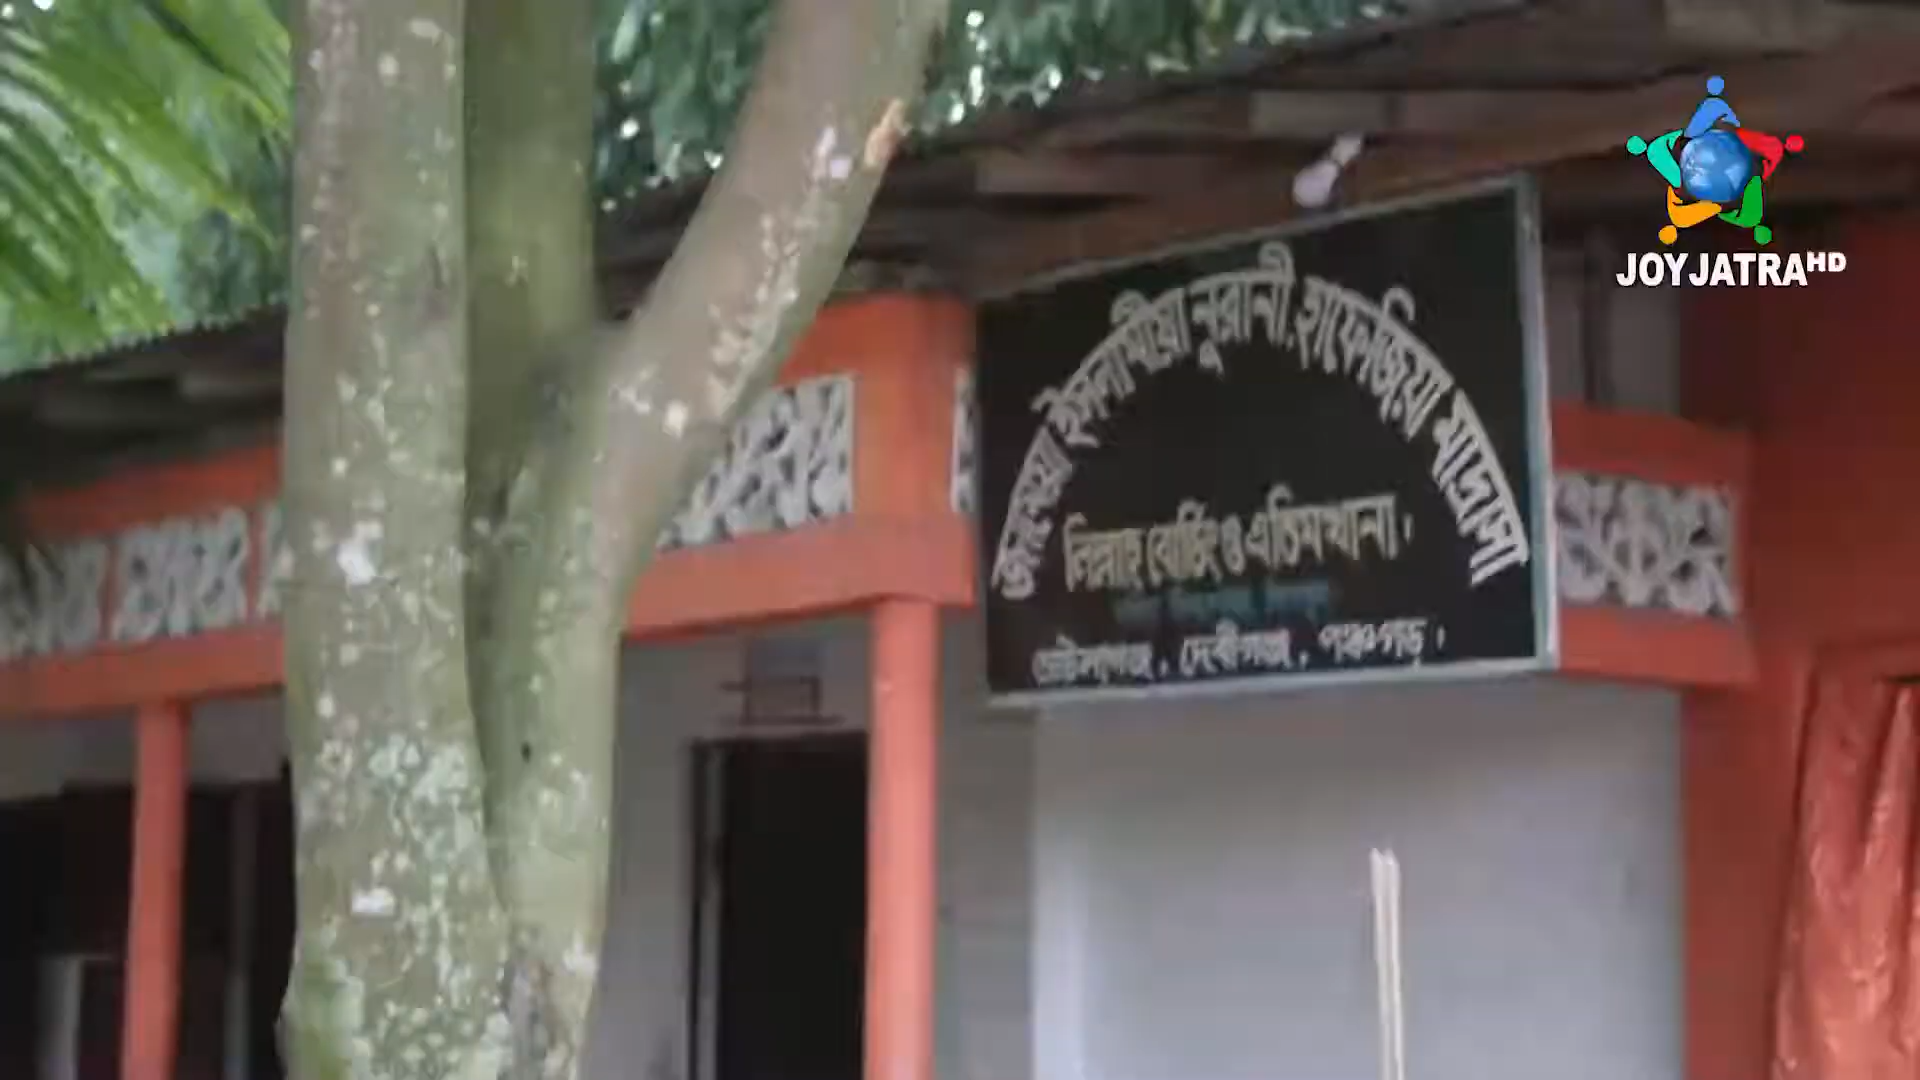 জামেয়া ইসলামীয়া নুরানী হাফেজিয়া মাদ্রাসা
লিল্লাহ বোর্ডিং ও এতিমখানা।
দেবীগঞ্জ, পঞ্চগড়।
JOYJATRA HD